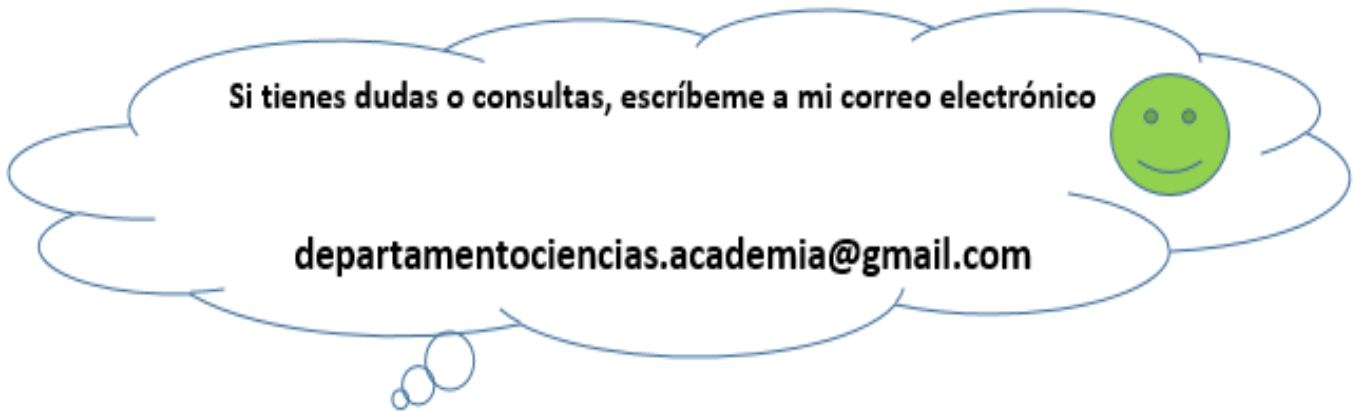 Si tienes dudas o consultas, escríbeme a mi correo electrónico
departamentociencias.academia@gmail.com